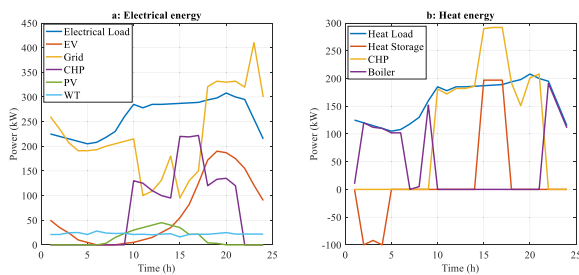 a: Electrical energy
450
400
350
300
250
200
150
100
50
0
Power (kW)
Electrical Load
EV
Grid
CHP
PV
WT
0 5 10 15 20 25
Time (h)
b: Heat energy
300
250
200
150
100
50
0
-50
-100
Power (kW)
Heat Load
Heat Storage
CHP
Boiler
0 5 10 15 20 25
Time (h)